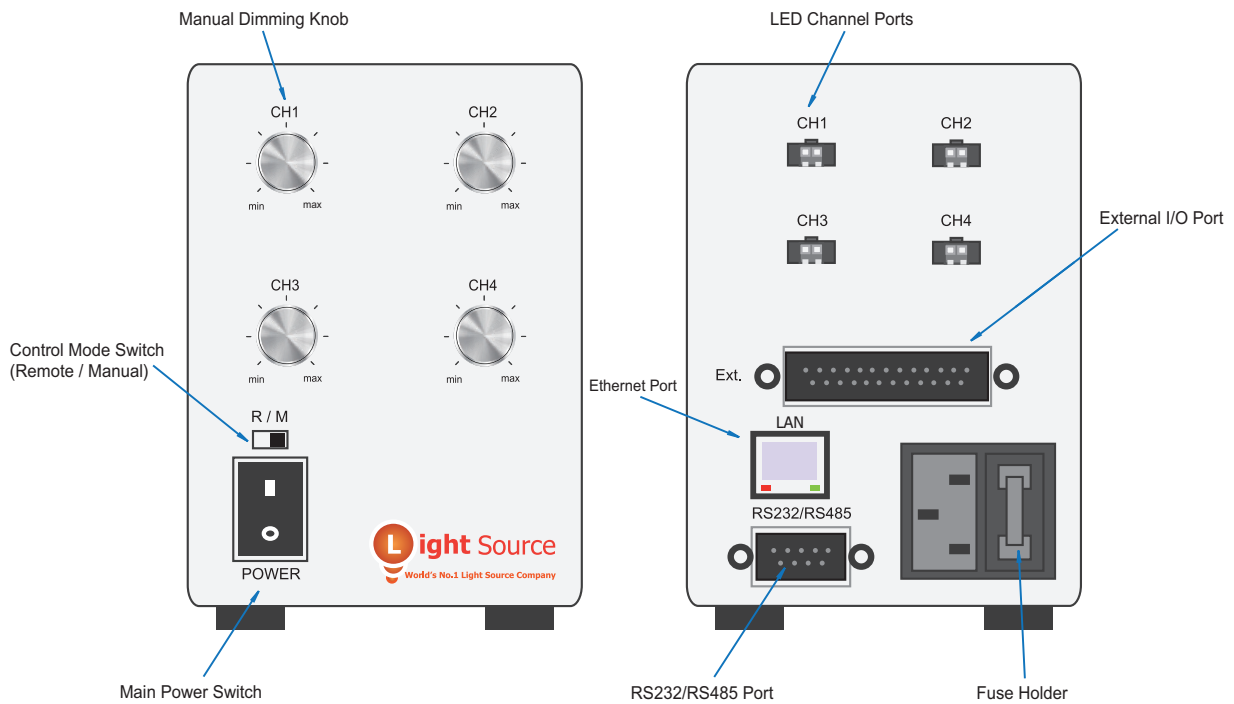 Manual Dimming Knob
LED Channel Ports
CH1
CH2
min
max
min
max
CH3
CH4
min
max
min
max
Control Mode Switch
(Remote / Manual)
R / M
POWER
Light Source
World's No.1 Light Source Company
Main Power Switch
CH1
CH2
CH3
CH4
External I/O Port
Ext.
Ethernet Port
LAN
RS232/RS485
RS232/RS485 Port
Fuse Holder